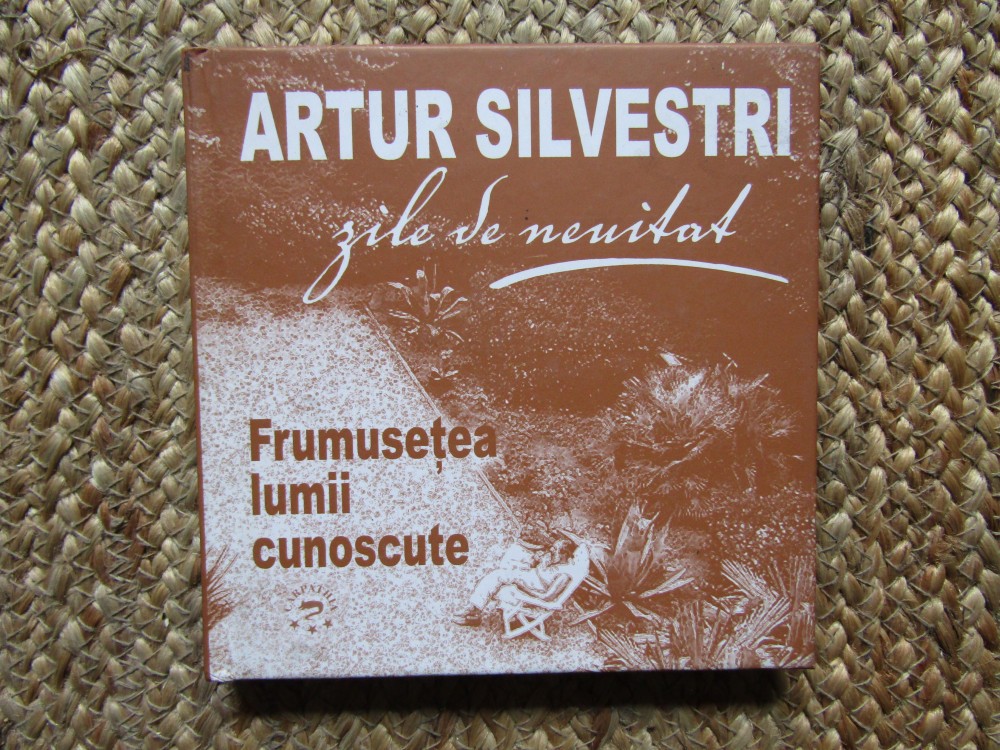 ARTUR SILVESTRI
zile de neuitat
Frumusețea
lumii
cunoscute